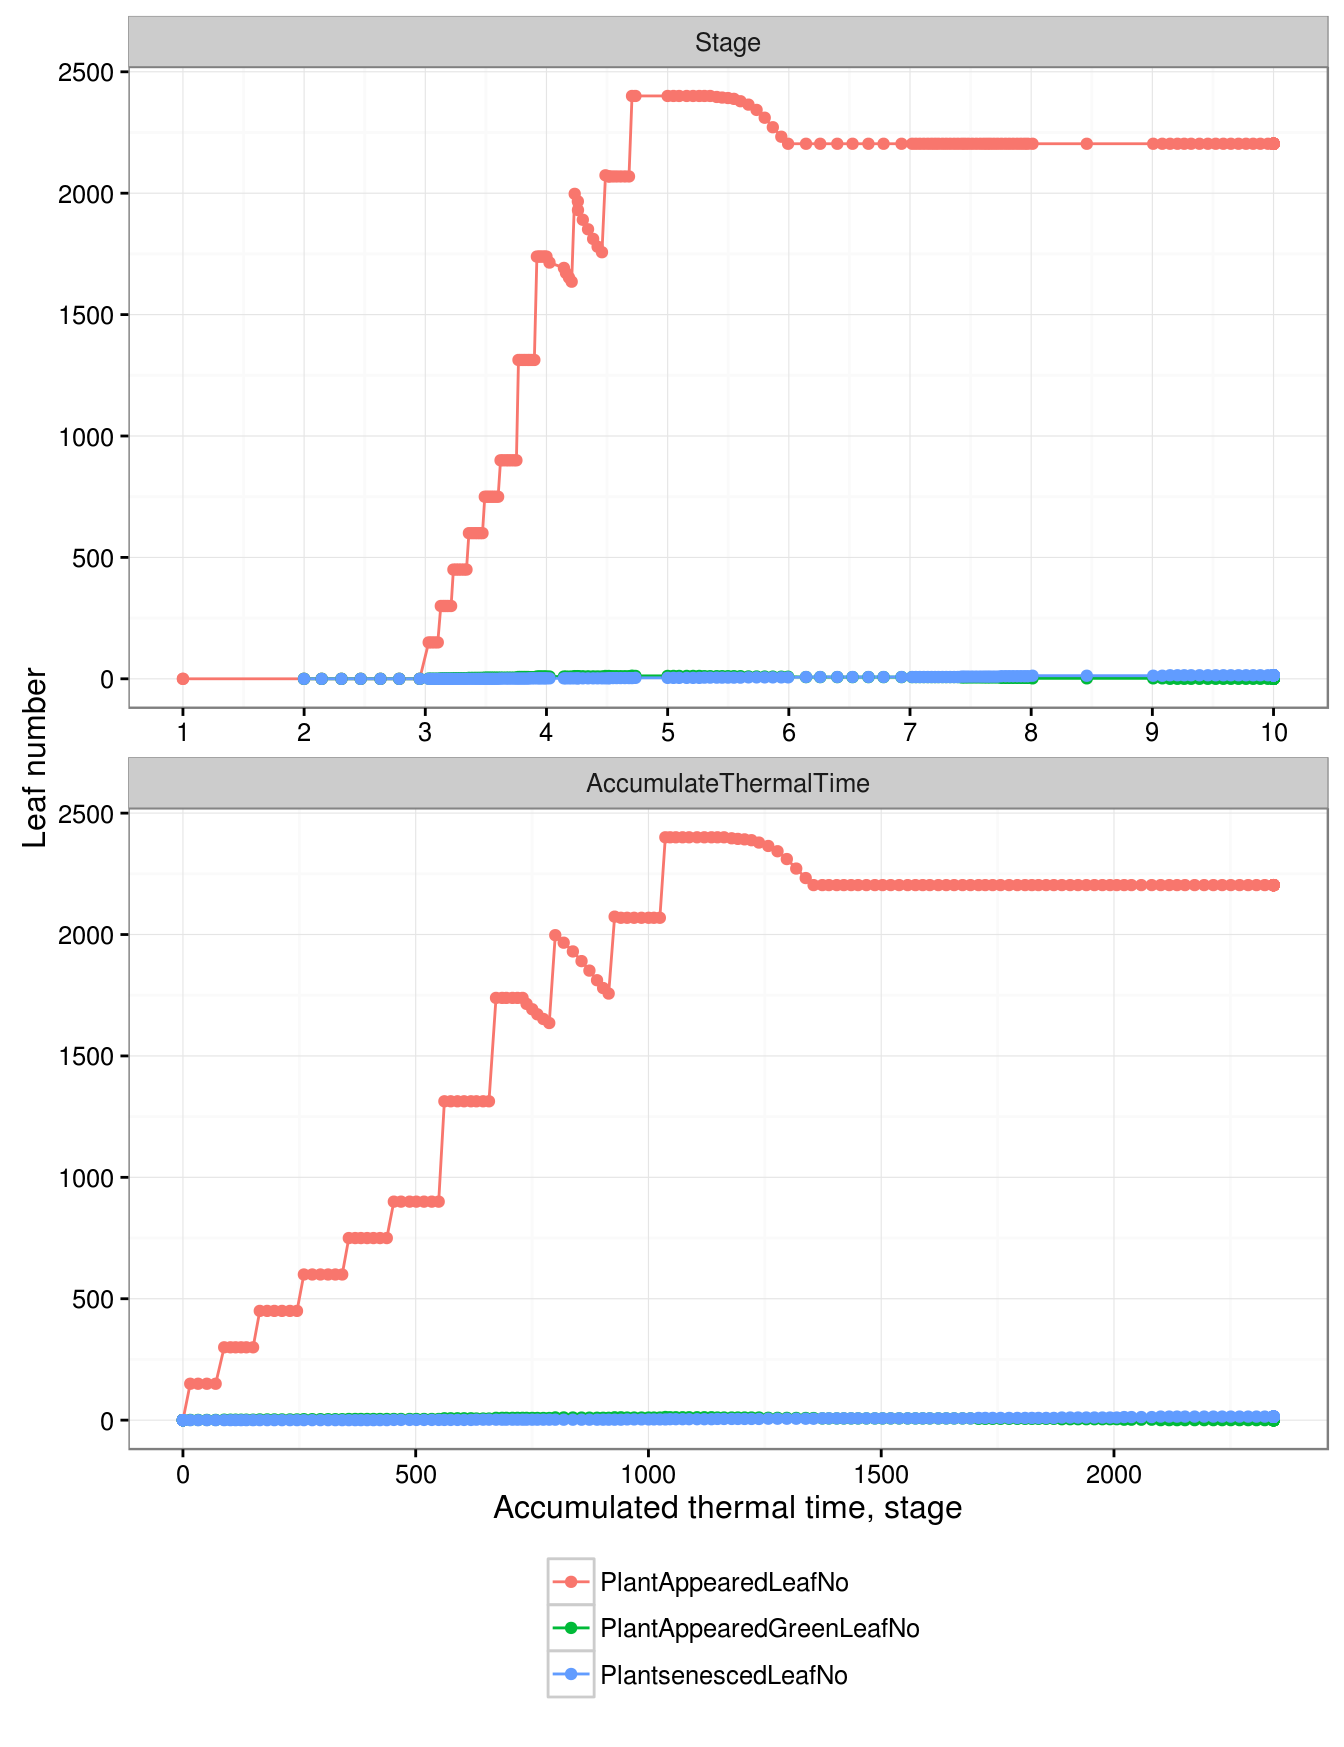 Stage
2500
2000
1500
1000
500
0
1 2 3 4 5 6 7 8 9 10
Leaf number
AccumulateThermalTime
2500
2000
1500
1000
500
0
0 500 1000 1500 2000
Accumulated thermal time, stage
PlantAppearedLeafNo
PlantAppearedGreenLeafNo
PlantsenescedLeafNo